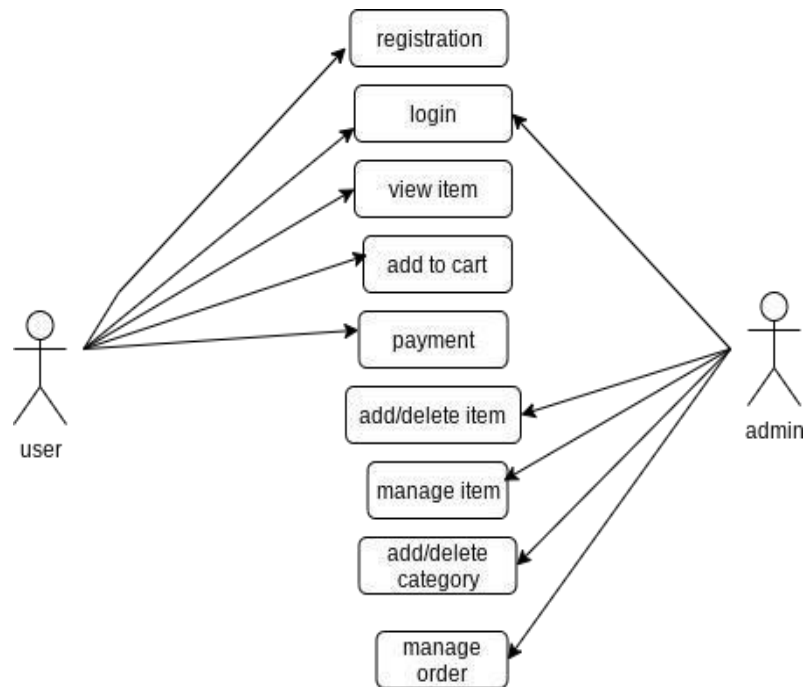 registration
login
view item
add to cart
payment
add/delete item
user
admin
manage item
add/delete
category
manage
order